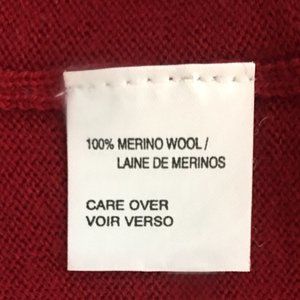 100% MERINO WOOL /
LAINE DE MERINOS
CARE OVER
VOIR VERSO